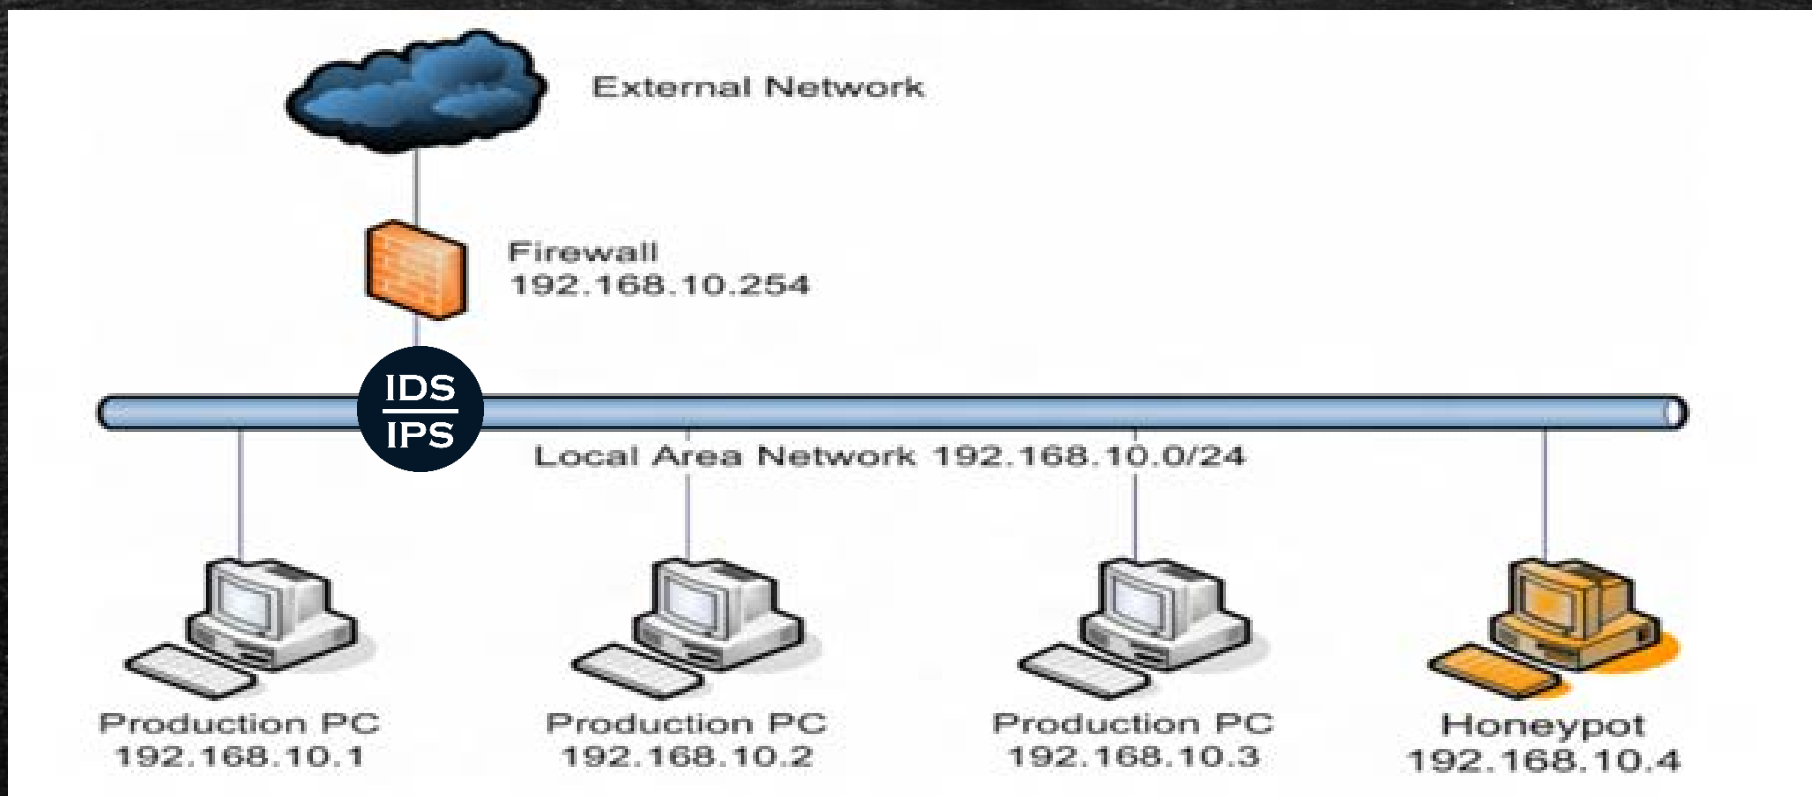 External Network
Firewall
192.168.10.254
IDS
IPS
Local Area Network 192.168.10.0/24
Production PC
192.168.10.1
Production PC
192.168.10.2
Production PC
192.168.10.3
Honeypot
192.168.10.4